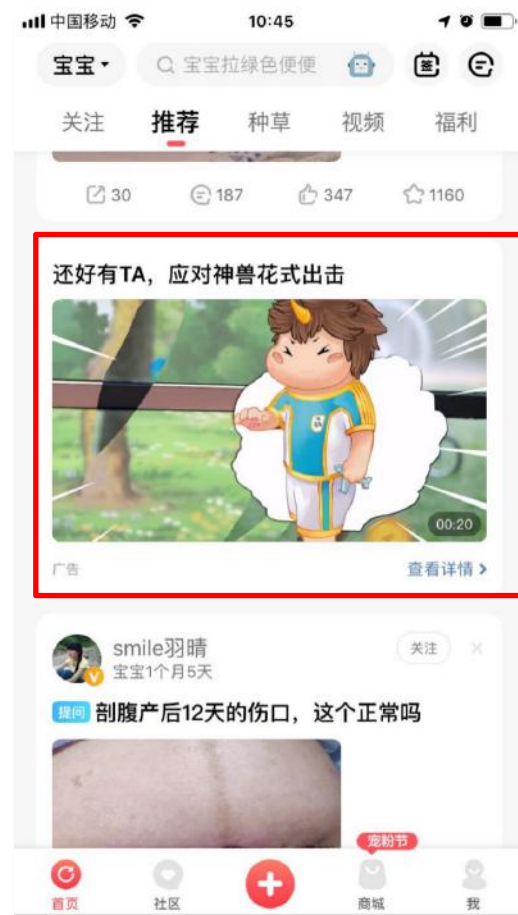 中国移动 10:45
宝宝 宝宝拉绿色便便 签
关注 推荐 种草 视频 福利
30 187 347 1160
还好有TA，应对神兽花式出击
00:20
广告 查看详情
smile羽晴 关注
宝宝1个月5天
提问 剖腹产后12天的伤口，这个正常吗
宠粉节
首页 社区 商城 我